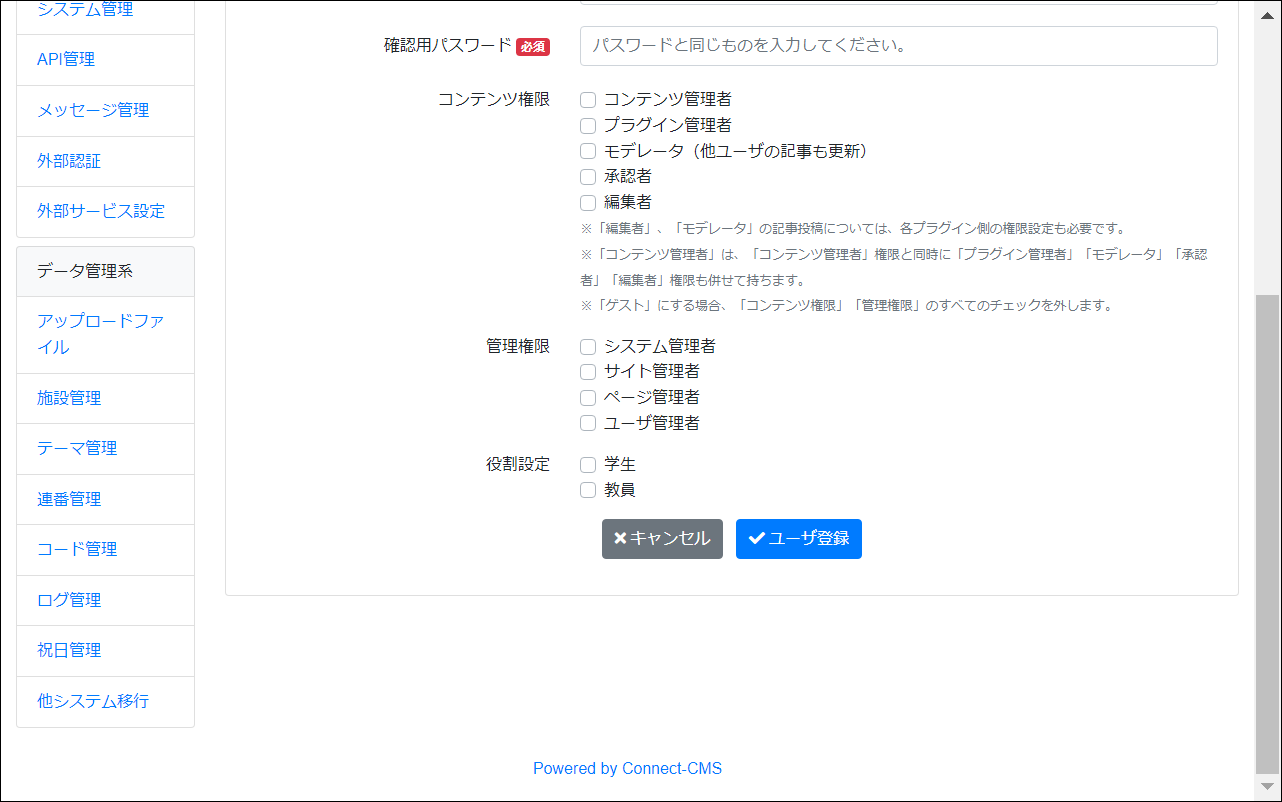 システム管理
API管理
メッセージ管理
外部認証
外部サービス設定
データ管理系
アップロードファ
イル
施設管理
テーマ管理
連番管理
コード管理
ログ管理
祝日管理
他システム移行
確認用パスワード 必須
パスワードと同じものを入力してください。
コンテンツ権限
コンテンツ管理者
プラグイン管理者
モデレータ（他ユーザの記事も更新）
承認者
編集者
※「編集者」、「モデレータ」の記事投稿については、各プラグイン側の権限設定も必要です。
※「コンテンツ管理者」は、「コンテンツ管理者」権限と同時に「プラグイン管理者」「モデレータ」「承認
者」「編集者」権限も併せて持ちます。
※「ゲスト」にする場合、「コンテンツ権限」「管理権限」のすべてのチェックを外します。
管理権限
システム管理者
サイト管理者
ページ管理者
ユーザ管理者
役割設定
学生
教員
キャンセル
ユーザ登録
Powered by Connect-CMS